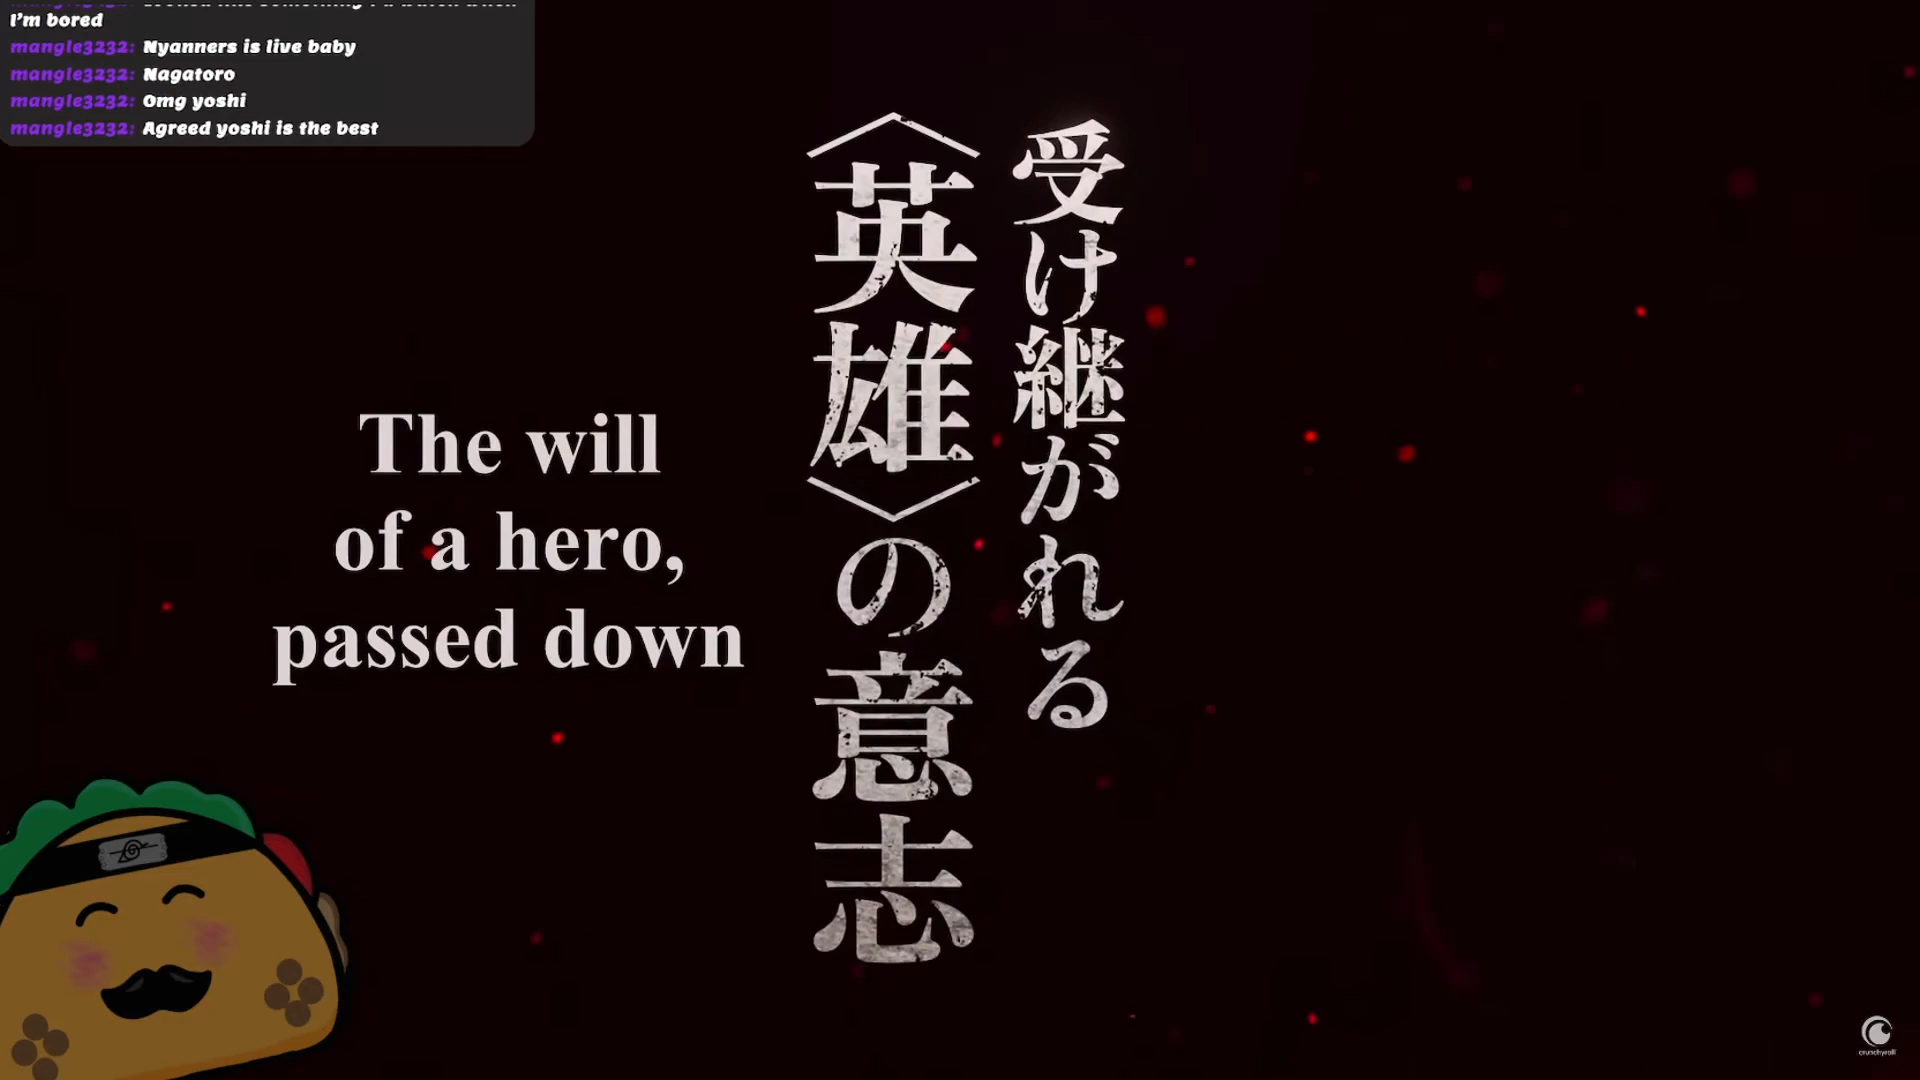 I'm bored
mangle3232: Nyanners is live baby
mangle3232: Nagatoro
mangle3232: Omg yoshi
mangle3232: Agreed yoshi is the best
The will
of a hero,
passed down
受け継がれる
〈英雄〉の意志
crunchyroll